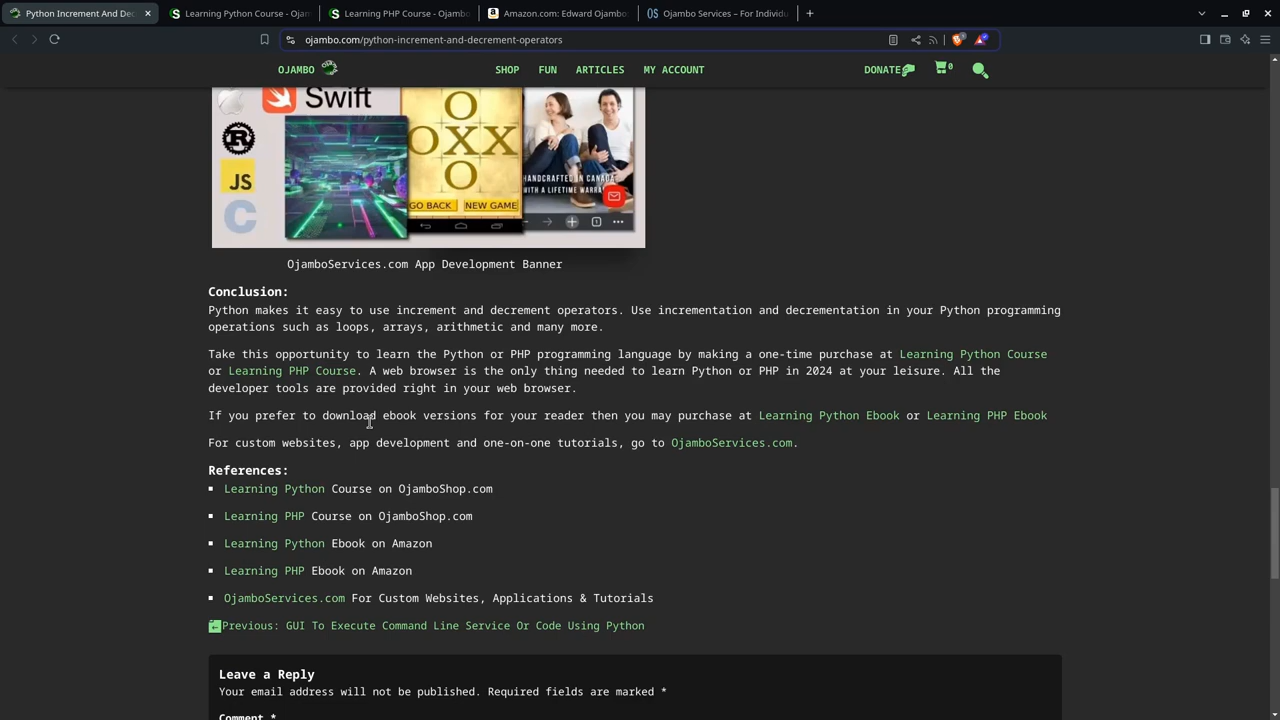 Python Increment And Dec
Learning Python Course - Ojam
Learning PHP Course - Ojambo
Amazon.com: Edward Ojambo
Ojambo Services – For Individu
ojambo.com/python-increment-and-decrement-operators
OJAMBO
SHOP
FUN
ARTICLES
MY ACCOUNT
DONATE
0
Swift
R
JS
C
O
OXXO
O
GO BACK
NEW GAME
HANDCRAFTED IN CANADA
WITH A LIFETIME WARRA
1
OjamboServices.com App Development Banner
Conclusion:
Python makes it easy to use increment and decrement operators. Use incrementation and decrementation in your Python programming
operations such as loops, arrays, arithmetic and many more.
Take this opportunity to learn the Python or PHP programming language by making a one-time purchase at Learning Python Course
or Learning PHP Course. A web browser is the only thing needed to learn Python or PHP in 2024 at your leisure. All the
developer tools are provided right in your web browser.
If you prefer to download ebook versions for your reader then you may purchase at Learning Python Ebook or Learning PHP Ebook
For custom websites, app development and one-on-one tutorials, go to OjamboServices.com.
References:
Learning Python Course on OjamboShop.com
Learning PHP Course on OjamboShop.com
Learning Python Ebook on Amazon
Learning PHP Ebook on Amazon
OjamboServices.com For Custom Websites, Applications & Tutorials
Previous: GUI To Execute Command Line Service Or Code Using Python
Leave a Reply
Your email address will not be published. Required fields are marked *
Comment *